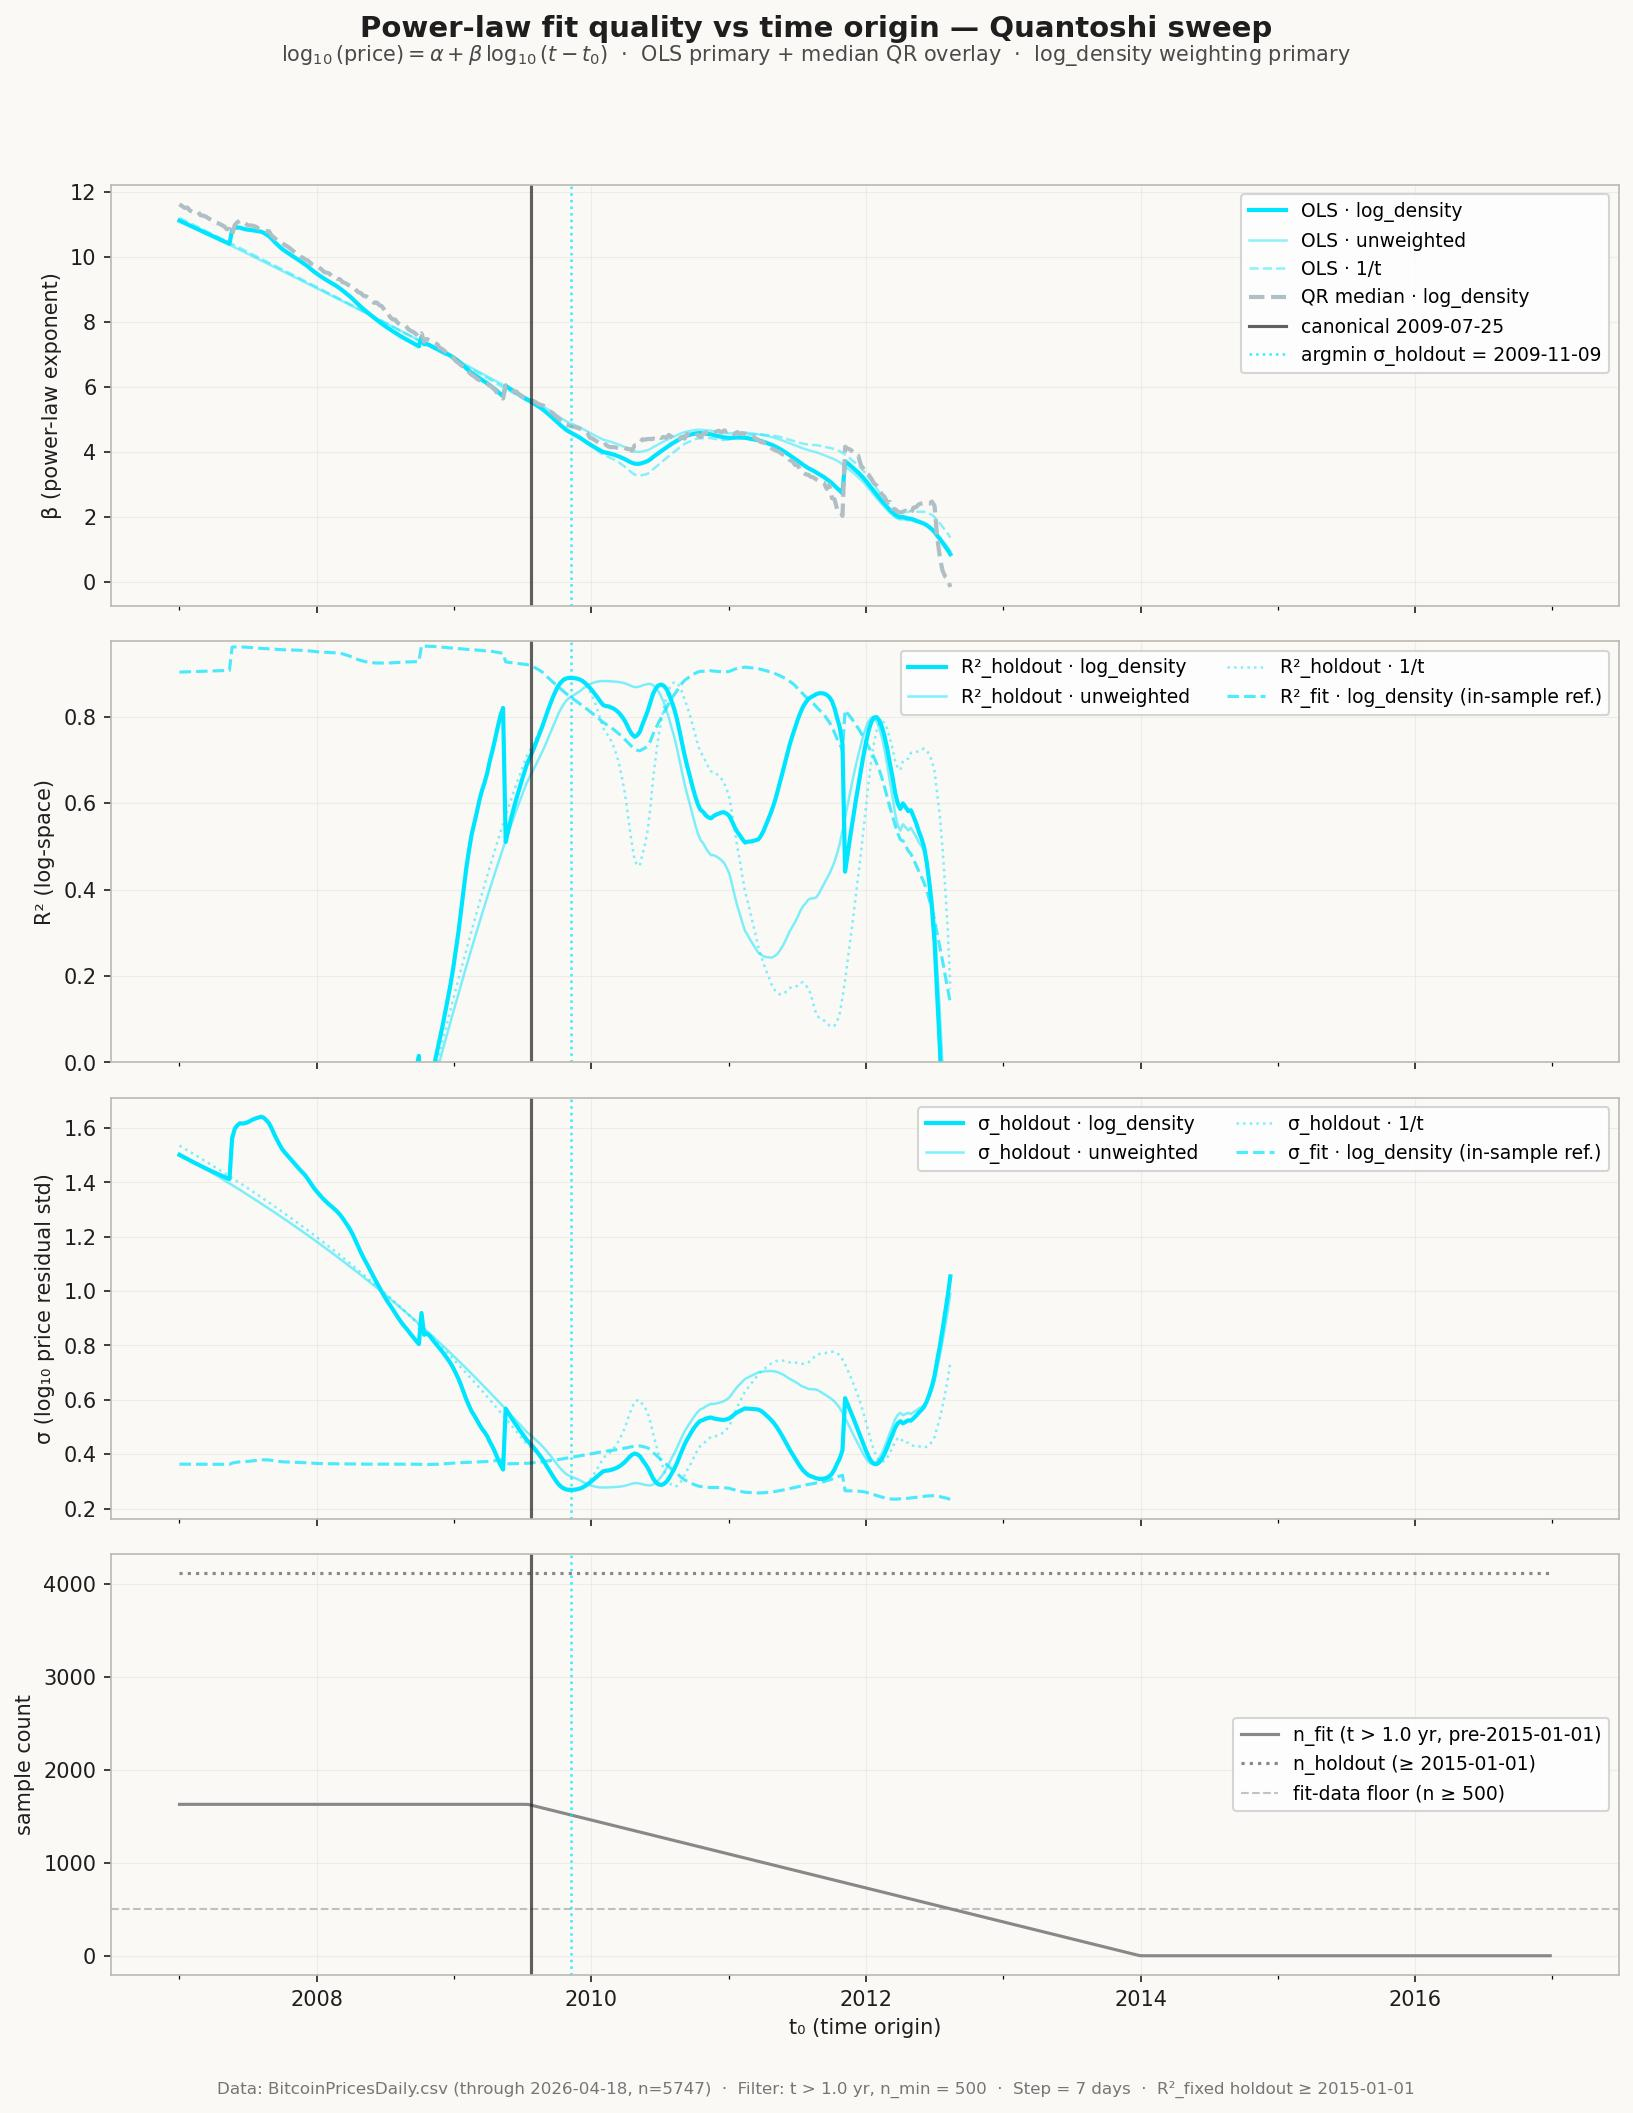 Power-law fit quality vs time origin — Quantoshi sweep
log₁₀(price) = α + β log₁₀(t − t₀) · OLS primary + median QR overlay · log_density weighting primary
12
10
8
6
4
2
0
β (power-law exponent)
OLS · log_density
OLS · unweighted
OLS · 1/t
QR median · log_density
canonical 2009-07-25
argmin σ_holdout = 2009-11-09
0.8
0.6
0.4
0.2
0.0
R² (log-space)
R²_holdout · log_density
R²_holdout · unweighted
R²_holdout · 1/t
R²_fit · log_density (in-sample ref.)
1.6
1.4
1.2
1.0
0.8
0.6
0.4
0.2
σ (log₁₀ price residual std)
σ_holdout · log_density
σ_holdout · unweighted
σ_holdout · 1/t
σ_fit · log_density (in-sample ref.)
4000
3000
2000
1000
0
sample count
n_fit (t > 1.0 yr, pre-2015-01-01)
n_holdout (≥ 2015-01-01)
fit-data floor (n ≥ 500)
2008 2010 2012 2014 2016
t₀ (time origin)
Data: BitcoinPricesDaily.csv (through 2026-04-18, n=5747) · Filter: t > 1.0 yr, n_min = 500 · Step = 7 days · R²_fixed holdout ≥ 2015-01-01